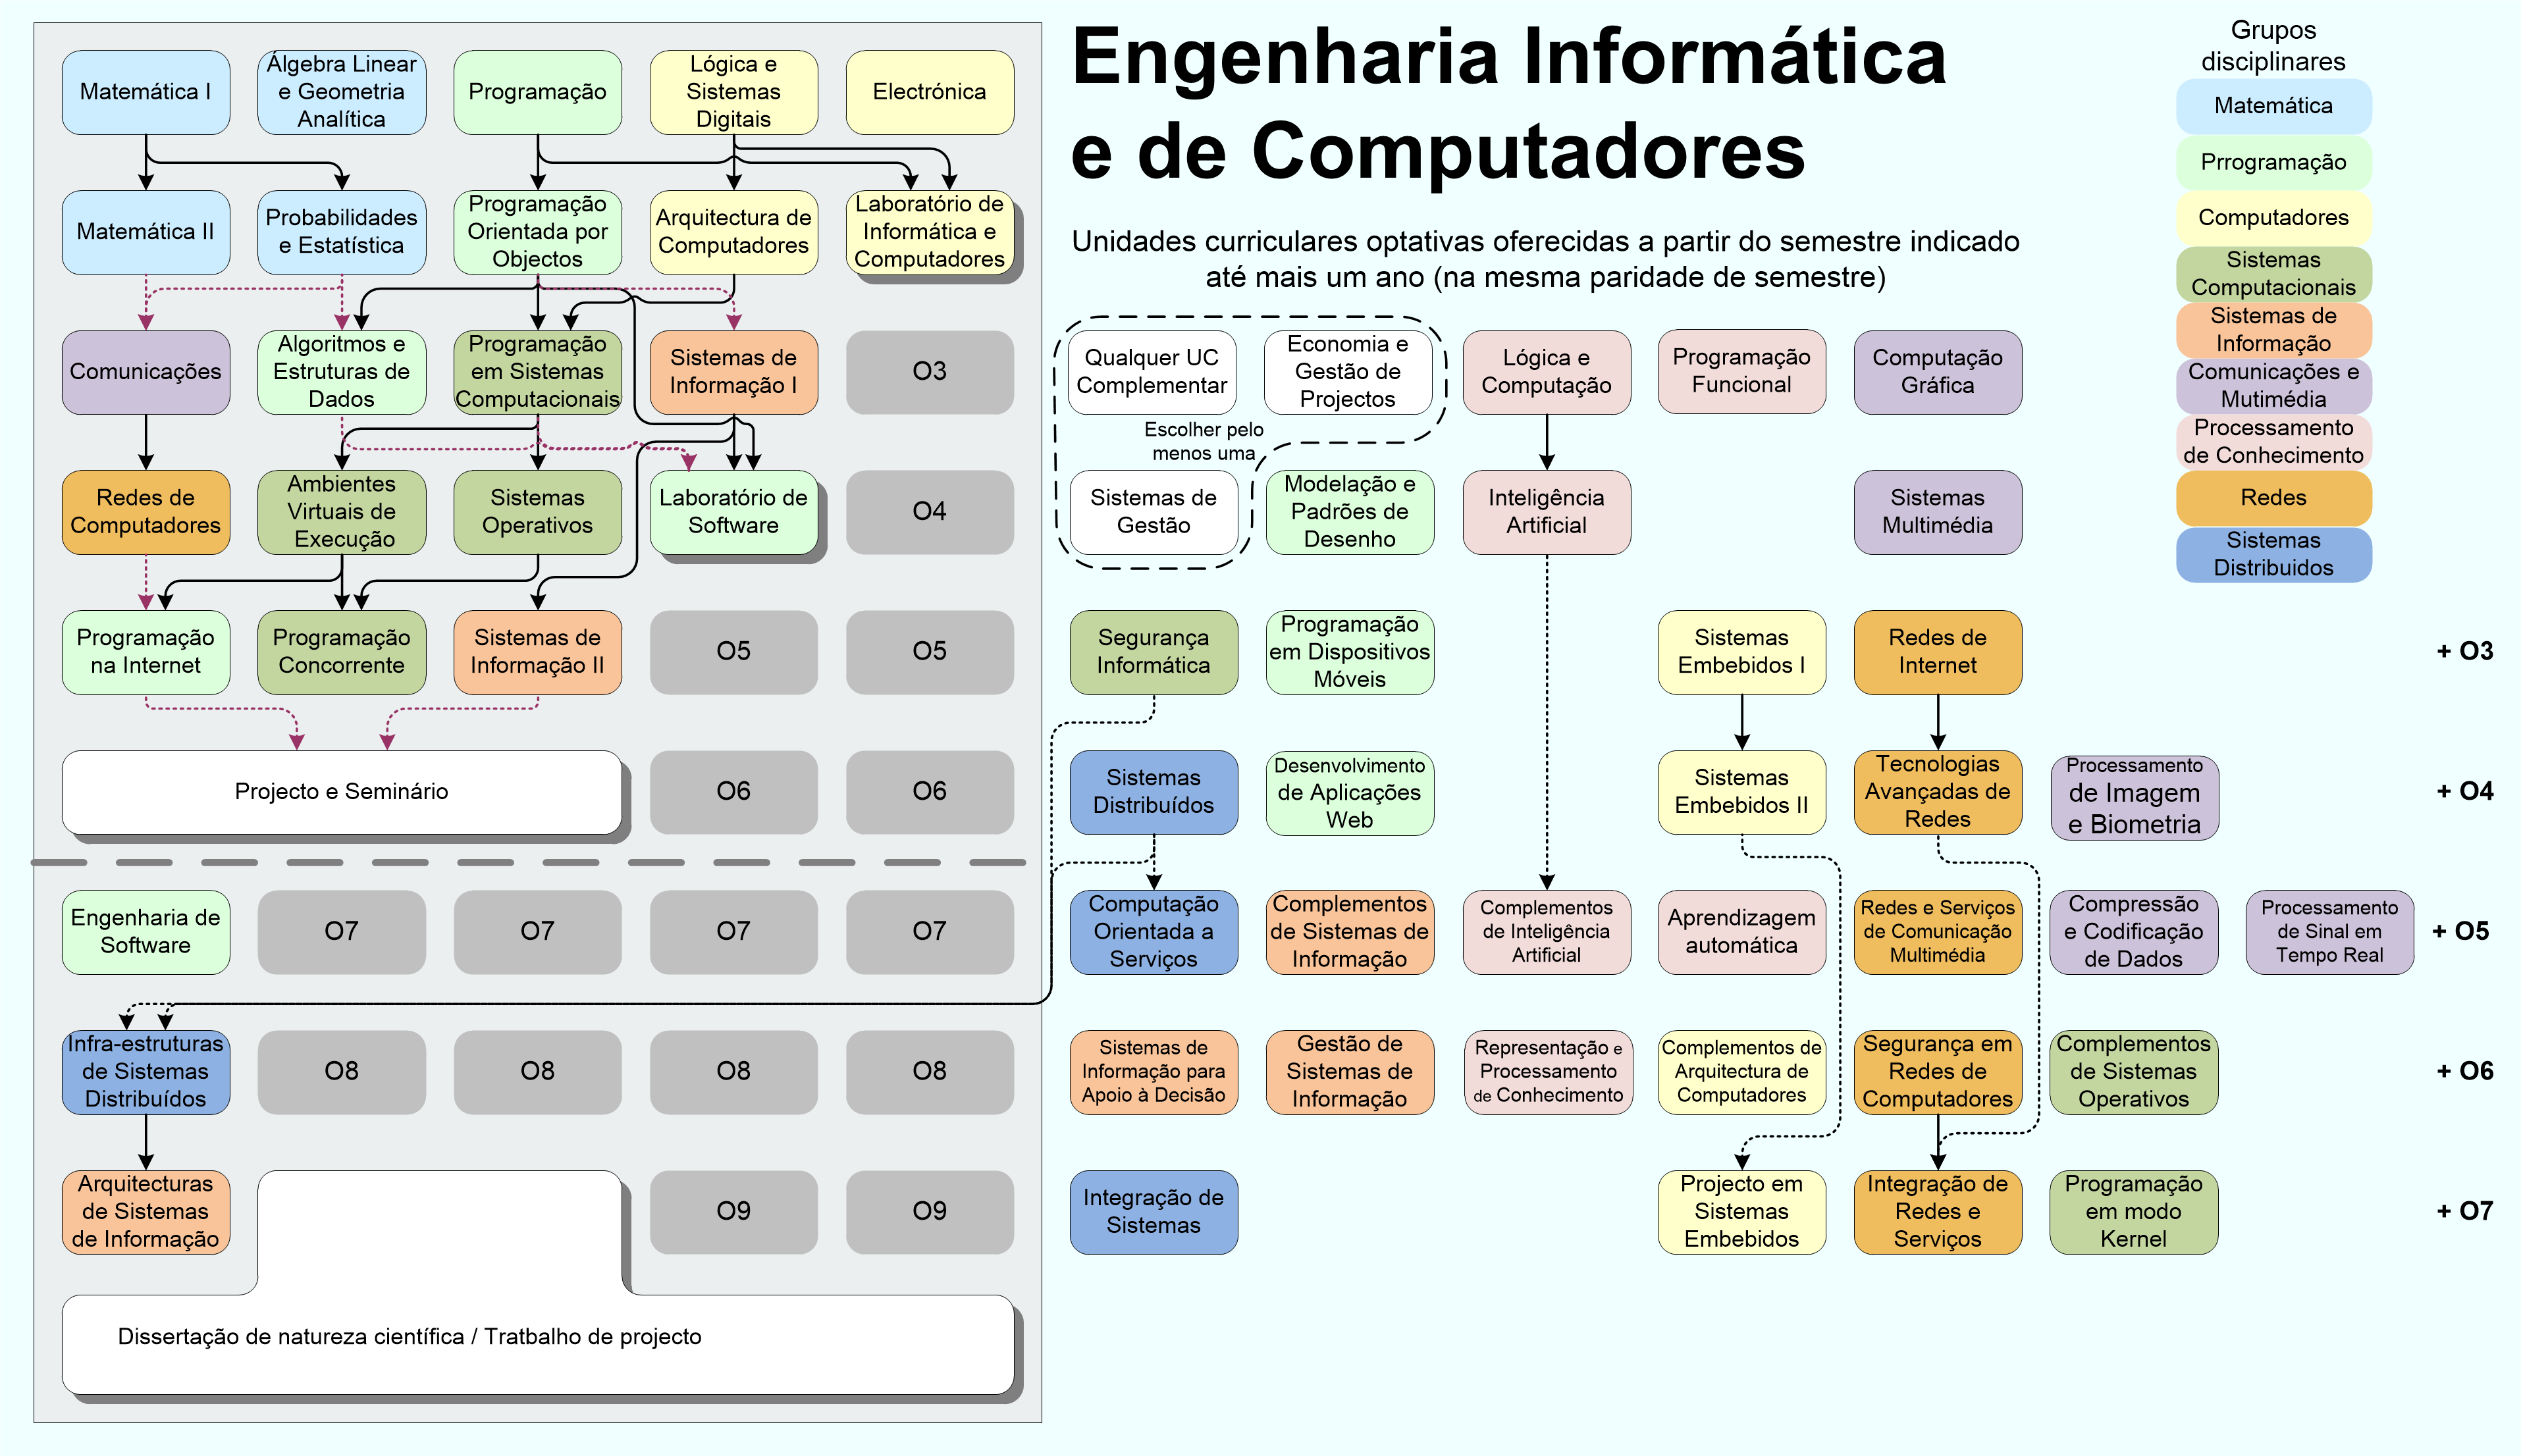 Engenharia Informática
e de Computadores
Unidades curriculares optativas oferecidas a partir do semestre indicado
até mais um ano (na mesma paridade de semestre)
Grupos
disciplinares
Matemática
Prrogramação
Computadores
Sistemas
Computacionais
Sistemas de
Informação
Comunicações e
Mutimédia
Processamento
de Conhecimento
Redes
Sistemas
Distribuidos
Matemática I
Álgebra Linear
e Geometria
Analítica
Programação
Lógica e
Sistemas
Digitais
Electrónica
Matemática II
Probabilidades
e Estatística
Programação
Orientada por
Objectos
Arquitectura de
Computadores
Laboratório de
Informática e
Computadores
Comunicações
Algoritmos e
Estruturas de
Dados
Programação
em Sistemas
Computacionais
Sistemas de
Informação I
O3
Qualquer UC
Complementar
Economia e
Gestão de
Projectos
Lógica e
Computação
Programação
Funcional
Computação
Gráfica
Escolher pelo
menos uma
Redes de
Computadores
Ambientes
Virtuais de
Execução
Sistemas
Operativos
Laboratório de
Software
O4
Sistemas de
Gestão
Modelação e
Padrões de
Desenho
Inteligência
Artificial
Sistemas
Multimédia
Programação
na Internet
Programação
Concorrente
Sistemas de
Informação II
O5
O5
Segurança
Informática
Programação
em Dispositivos
Móveis
Sistemas
Embebidos I
Redes de
Internet
+ O3
Projecto e Seminário
O6
O6
Sistemas
Distribuídos
Desenvolvimento
de Aplicações
Web
Sistemas
Embebidos II
Tecnologias
Avançadas de
Redes
Processamento
de Imagem
e Biometria
+ O4
Engenharia de
Software
O7
O7
O7
O7
Computação
Orientada a
Serviços
Complementos
de Sistemas de
Informação
Complementos
de Inteligência
Artificial
Aprendizagem
automática
Redes e Serviços
de Comunicação
Multimédia
Compressão
e Codificação
de Dados
Processamento
de Sinal em
Tempo Real
+ O5
Infra-estruturas
de Sistemas
Distribuídos
O8
O8
O8
O8
Sistemas de
Informação para
Apoio à Decisão
Gestão de
Sistemas de
Informação
Representação e
Processamento
de Conhecimento
Complementos de
Arquitectura de
Computadores
Segurança em
Redes de
Computadores
Complementos
de Sistemas
Operativos
+ O6
Arquitecturas
de Sistemas
de Informação
O9
O9
Integração de
Sistemas
Projecto em
Sistemas
Embebidos
Integração de
Redes e
Serviços
Programação
em modo
Kernel
+ O7
Dissertação de natureza científica / Tratbalho de projecto